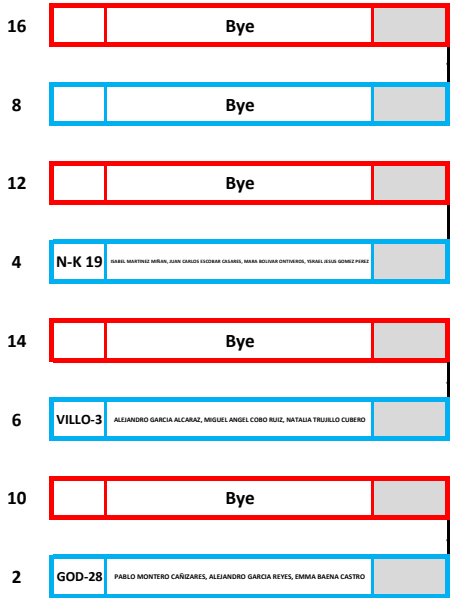 16 Bye
8 Bye
12 Bye
4 N-K 19 ISABEL MARTINEZ MIÑAN, JUAN CARLOS ESCOBAR CASARES, MARA BOLIVAR ONTIVEROS, YSRAEL JESUS GOMEZ PEREZ
14 Bye
6 VILLO-3 ALEJANDRO GARCIA ALCARAZ, MIGUEL ANGEL COBO RUIZ, NATALIA TRUJILLO CUBERO
10 Bye
2 GOD-28 PABLO MONTERO CAÑIZARES, ALEJANDRO GARCIA REYES, EMMA BAENA CASTRO